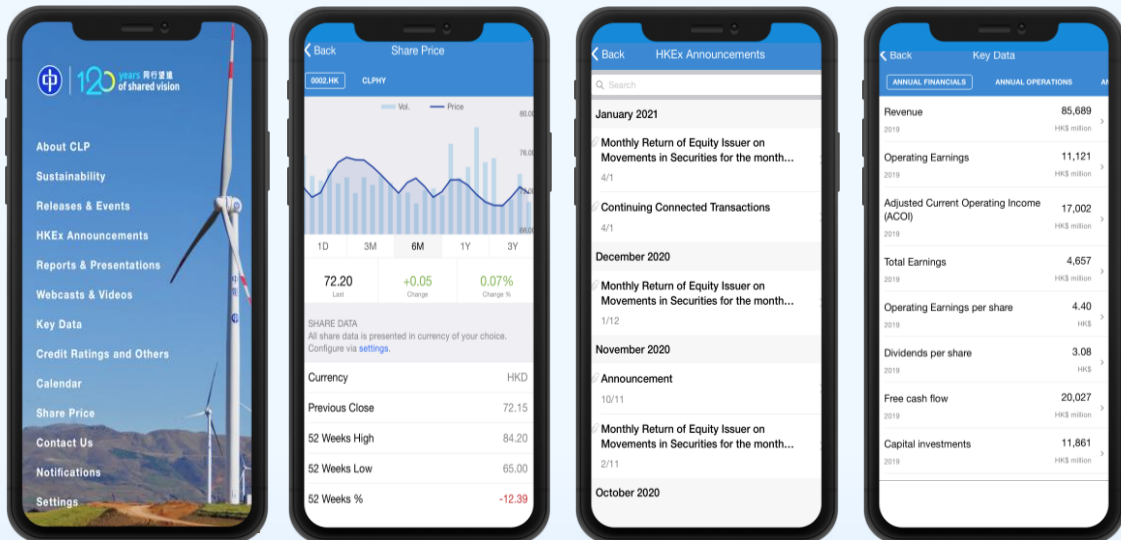 中
120 years 同行望遠
of shared vision
About CLP
Sustainability
Releases & Events
HKEx Announcements
Reports & Presentations
Webcasts & Videos
Key Data
Credit Ratings and Others
Calendar
Share Price
Contact Us
Notifications
Settings
Back
Share Price
0002.HK
CLPHY
Vol.
Price
80.00
76.00
72.00
68.00
1D 3M 6M 1Y 3Y
72.20 +0.05 0.07%
Last Change Change %
SHARE DATA
All share data is presented in currency of your choice.
Configure via settings.
Currency HKD
Previous Close 72.15
52 Weeks High 84.20
52 Weeks Low 65.00
52 Weeks % -12.39
Back
HKEx Announcements
Search
January 2021
Monthly Return of Equity Issuer on
Movements in Securities for the month...
4/1
Continuing Connected Transactions
4/1
December 2020
Monthly Return of Equity Issuer on
Movements in Securities for the month...
1/12
November 2020
Announcement
10/11
Monthly Return of Equity Issuer on
Movements in Securities for the month...
2/11
October 2020
Back
Key Data
ANNUAL FINANCIALS
ANNUAL OPERATIONS
Revenue 85,689
2019 HK$ million
Operating Earnings 11,121
2019 HK$ million
Adjusted Current Operating Income 17,002
(ACOI) HK$ million
2019
Total Earnings 4,657
2019 HK$ million
Operating Earnings per share 4.40
2019 HK$
Dividends per share 3.08
2019 HK$
Free cash flow 20,027
2019 HK$ million
Capital investments 11,861
2019 HK$ million